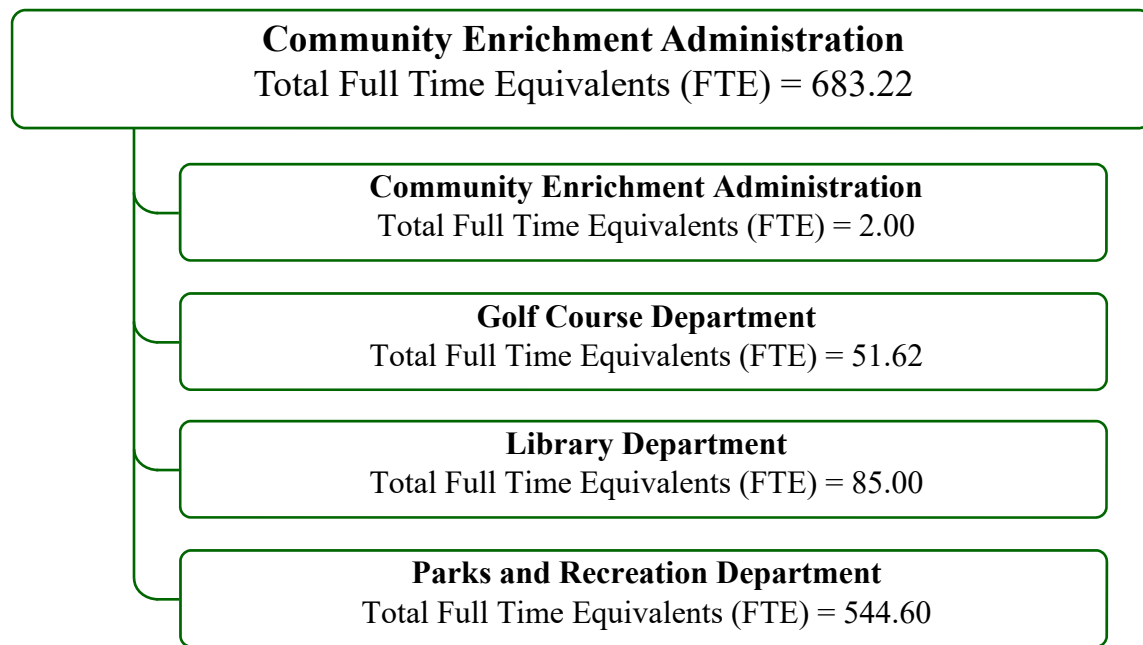 Community Enrichment Administration
Total Full Time Equivalents (FTE) = 683.22
Community Enrichment Administration
Total Full Time Equivalents (FTE) = 2.00
Golf Course Department
Total Full Time Equivalents (FTE) = 51.62
Library Department
Total Full Time Equivalents (FTE) = 85.00
Parks and Recreation Department
Total Full Time Equivalents (FTE) = 544.60